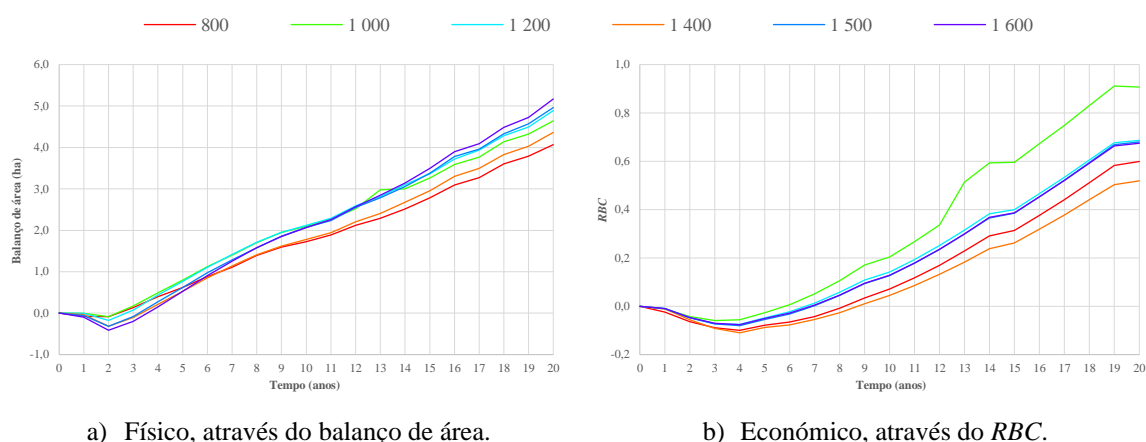 800 1 000 1 200 1 400 1 500 1 600
Balanço de área (ha)
6,0
5,0
4,0
3,0
2,0
1,0
0,0
-1,0
0 1 2 3 4 5 6 7 8 9 10 11 12 13 14 15 16 17 18 19 20
Tempo (anos)
RBC
1,0
0,8
0,6
0,4
0,2
0,0
-0,2
0 1 2 3 4 5 6 7 8 9 10 11 12 13 14 15 16 17 18 19 20
Tempo (anos)
a) Físico, através do balanço de área.
b) Económico, através do RBC.